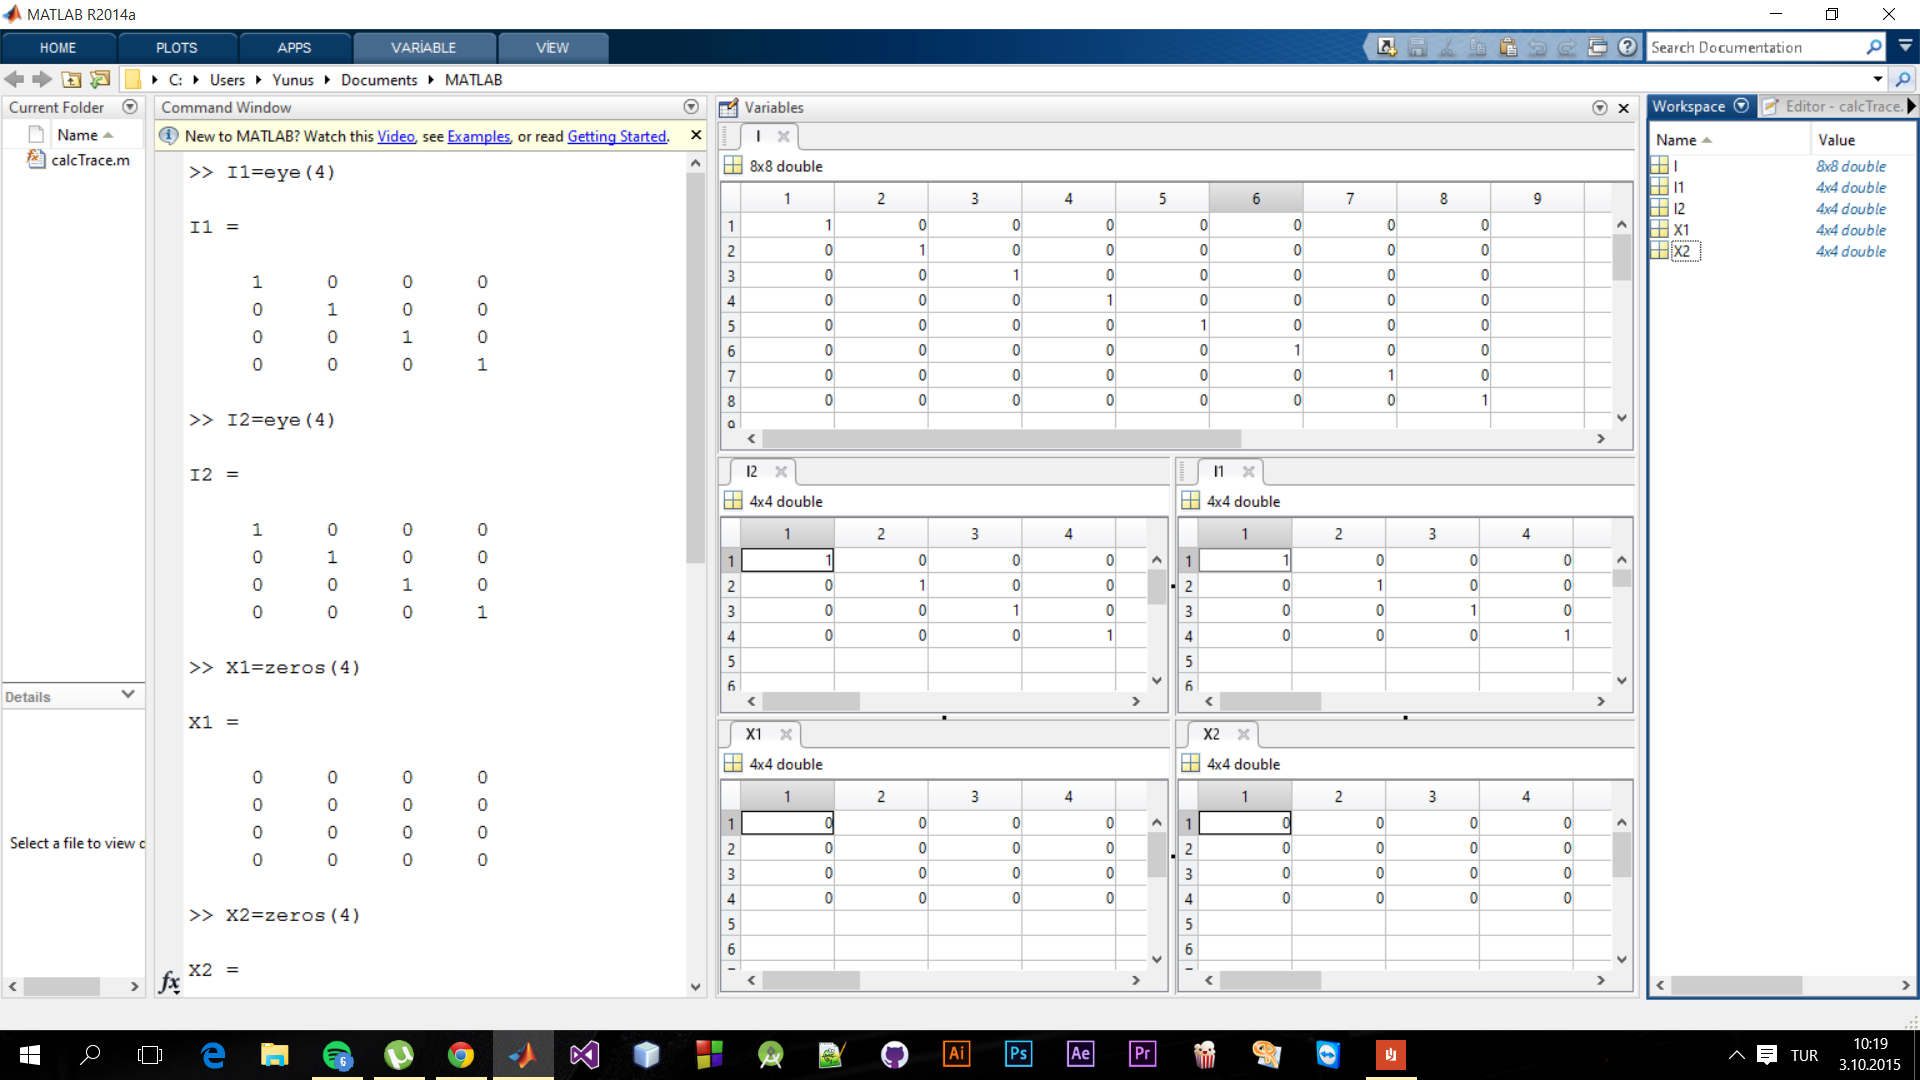 MATLAB R2014a
HOME PLOTS APPS VARİABLE VİEW
Search Documentation
C: Users Yunus Documents MATLAB
Current Folder
Name
calcTrace.m
Details
Select a file to view d
Command Window
New to MATLAB? Watch this Video, see Examples, or read Getting Started.
>> I1=eye(4)
I1 =
1 0 0 0
0 1 0 0
0 0 1 0
0 0 0 1
>> I2=eye(4)
I2 =
1 0 0 0
0 1 0 0
0 0 1 0
0 0 0 1
>> X1=zeros(4)
X1 =
0 0 0 0
0 0 0 0
0 0 0 0
0 0 0 0
>> X2=zeros(4)
X2 =
fx
Variables
I
8x8 double
1 2 3 4 5 6 7 8 9
1 1 0 0 0 0 0 0 0
2 0 1 0 0 0 0 0 0
3 0 0 1 0 0 0 0 0
4 0 0 0 1 0 0 0 0
5 0 0 0 0 1 0 0 0
6 0 0 0 0 0 1 0 0
7 0 0 0 0 0 0 1 0
8 0 0 0 0 0 0 0 1
9
I2
4x4 double
1 2 3 4
1 1 0 0 0
2 0 1 0 0
3 0 0 1 0
4 0 0 0 1
5
6
I1
4x4 double
1 2 3 4
1 1 0 0 0
2 0 1 0 0
3 0 0 1 0
4 0 0 0 1
5
6
X1
4x4 double
1 2 3 4
1 0 0 0 0
2 0 0 0 0
3 0 0 0 0
4 0 0 0 0
5
6
X2
4x4 double
1 2 3 4
1 0 0 0 0
2 0 0 0 0
3 0 0 0 0
4 0 0 0 0
5
6
Workspace Editor - calcTrace.
Name Value
I 8x8 double
I1 4x4 double
I2 4x4 double
X1 4x4 double
X2 4x4 double
6
Ai Ps Ae Pr
TUR
10:19
3.10.2015